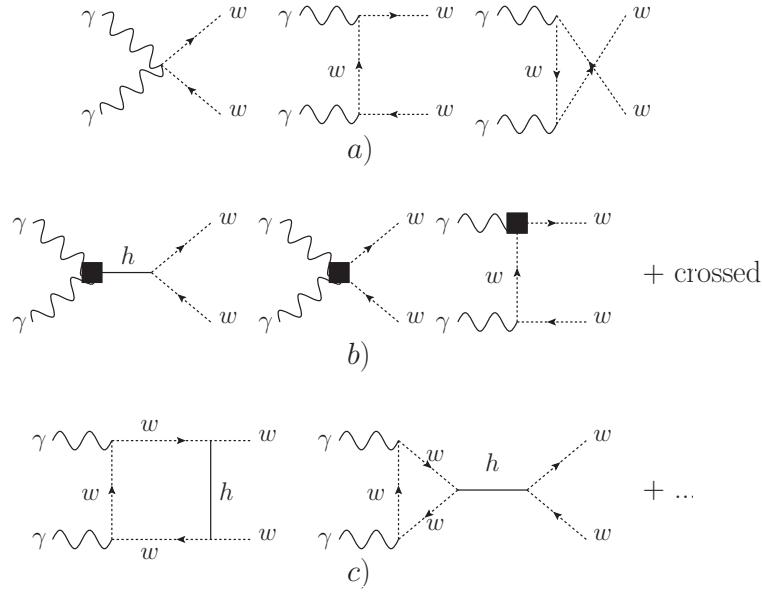 γ w γ w w
γ w
γ w γ w
a)
γ h w γ w γ w
w + crossed
γ w γ w γ w
b)
γ w w γ w w
w h w h + ...
γ w w γ w w
c)